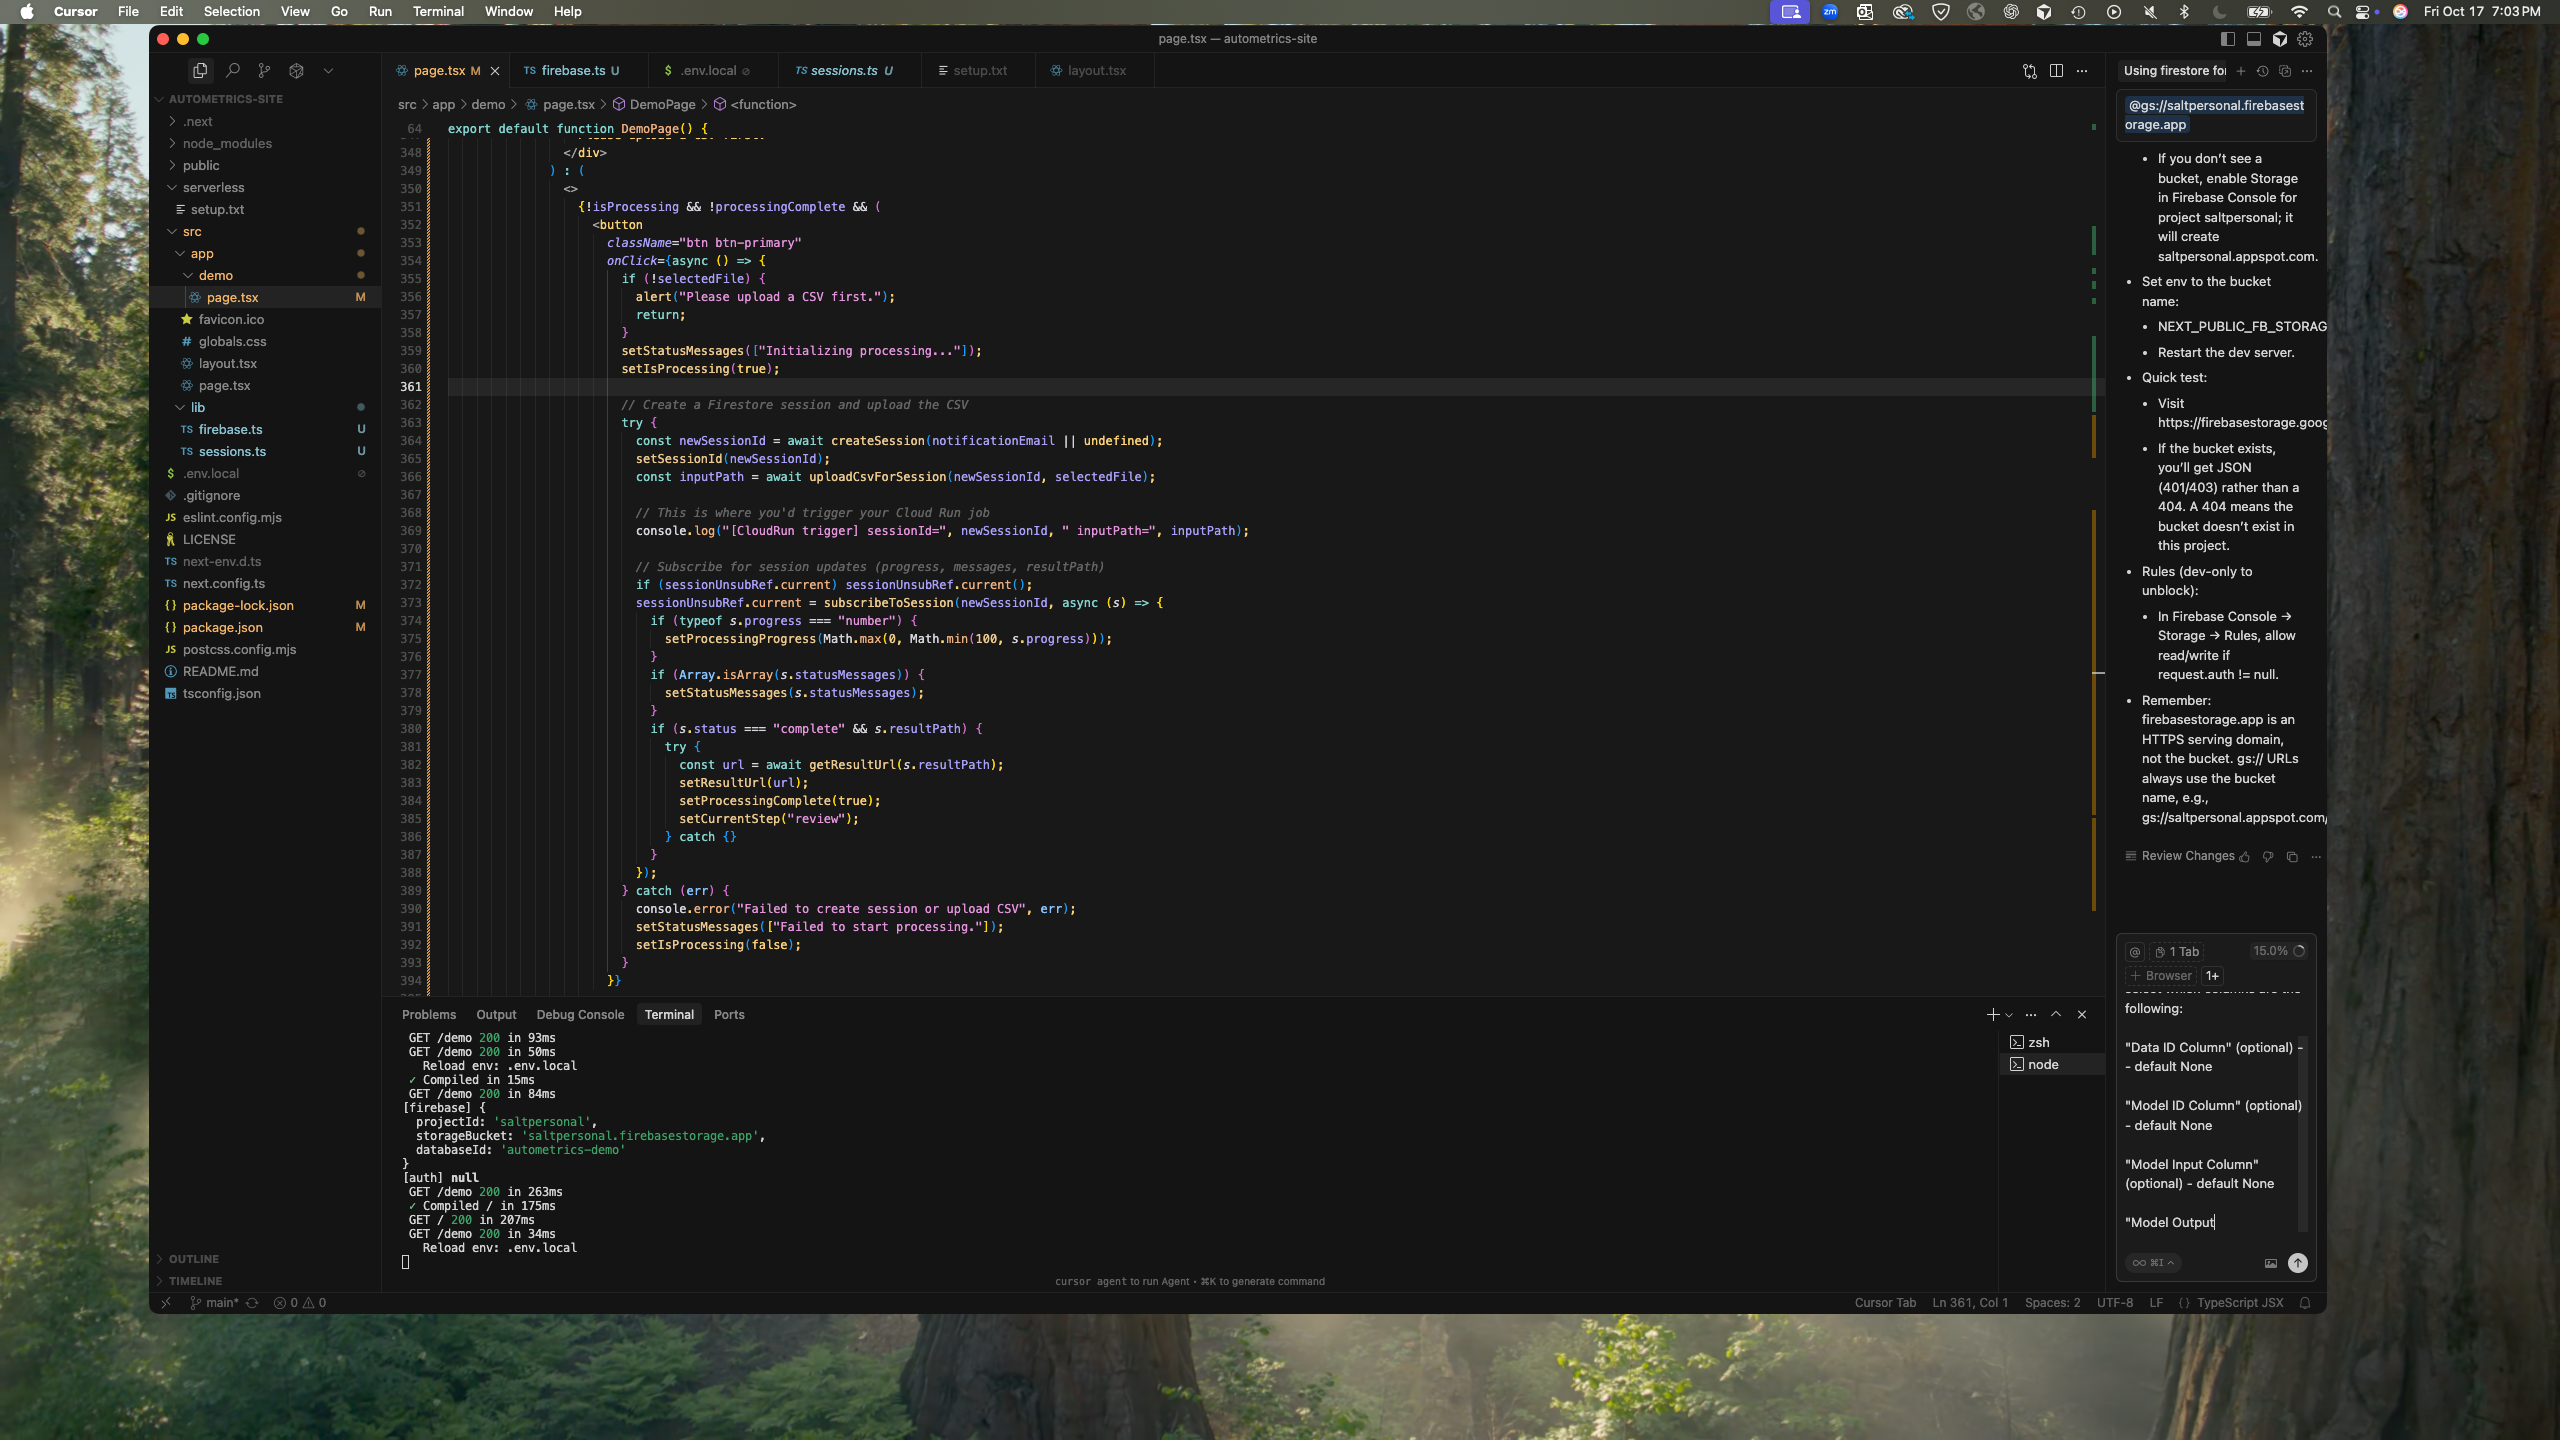 Cursor File Edit Selection View Go Run Terminal Window Help
zm
Fri Oct 17 7:03 PM
page.tsx — autometrics-site
page.tsx M
TS firebase.ts U
$ .env.local
TS sessions.ts U
setup.txt
layout.tsx
src > app > demo > page.tsx > DemoPage > <function>
AUTOMETRICS-SITE
.next
node_modules
public
serverless
setup.txt
src
app
demo
page.tsx M
favicon.ico
# globals.css
layout.tsx
page.tsx
lib
TS firebase.ts U
TS sessions.ts U
$ .env.local
.gitignore
JS eslint.config.mjs
LICENSE
TS next-env.d.ts
TS next.config.ts
{} package-lock.json M
{} package.json M
JS postcss.config.mjs
README.md
tsconfig.json
OUTLINE
TIMELINE
64 export default function DemoPage() {
348 </div>
349 ) : (
350 <>
351 {!isProcessing && !processingComplete && (
352 <button
353 className="btn btn-primary"
354 onClick={async () => {
355 if (!selectedFile) {
356 alert("Please upload a CSV first.");
357 return;
358 }
359 setStatusMessages(["Initializing processing..."]);
360 setIsProcessing(true);
361
362 // Create a Firestore session and upload the CSV
363 try {
364 const newSessionId = await createSession(notificationEmail || undefined);
365 setSessionId(newSessionId);
366 const inputPath = await uploadCsvForSession(newSessionId, selectedFile);
367
368 // This is where you'd trigger your Cloud Run job
369 console.log("[CloudRun trigger] sessionId=", newSessionId, " inputPath=", inputPath);
370
371 // Subscribe for session updates (progress, messages, resultPath)
372 if (sessionUnsubRef.current) sessionUnsubRef.current();
373 sessionUnsubRef.current = subscribeToSession(newSessionId, async (s) => {
374 if (typeof s.progress === "number") {
375 setProcessingProgress(Math.max(0, Math.min(100, s.progress)));
376 }
377 if (Array.isArray(s.statusMessages)) {
378 setStatusMessages(s.statusMessages);
379 }
380 if (s.status === "complete" && s.resultPath) {
381 try {
382 const url = await getResultUrl(s.resultPath);
383 setResultUrl(url);
384 setProcessingComplete(true);
385 setCurrentStep("review");
386 } catch {}
387 }
388 });
389 } catch (err) {
390 console.error("Failed to create session or upload CSV", err);
391 setStatusMessages(["Failed to start processing."]);
392 setIsProcessing(false);
393 }
394 }}
Problems Output Debug Console Terminal Ports
GET /demo 200 in 93ms
GET /demo 200 in 50ms
Reload env: .env.local
✓ Compiled in 15ms
GET /demo 200 in 84ms
[firebase] {
projectId: 'saltpersonal',
storageBucket: 'saltpersonal.firebasestorage.app',
databaseId: 'autometrics-demo'
}
[auth] null
GET /demo 200 in 263ms
✓ Compiled / in 175ms
GET / 200 in 207ms
GET /demo 200 in 34ms
Reload env: .env.local
zsh
node
cursor agent to run Agent • ⌘K to generate command
Using firestore for
@gs://saltpersonal.firebasest
orage.app
• If you don't see a
bucket, enable Storage
in Firebase Console for
project saltpersonal; it
will create
saltpersonal.appspot.com.
• Set env to the bucket
name:
• NEXT_PUBLIC_FB_STORAG
• Restart the dev server.
• Quick test:
• Visit
https://firebasestorage.goog
• If the bucket exists,
you'll get JSON
(401/403) rather than a
404. A 404 means the
bucket doesn't exist in
this project.
• Rules (dev-only to
unblock):
• In Firebase Console →
Storage → Rules, allow
read/write if
request.auth != null.
• Remember:
firebasestorage.app is an
HTTPS serving domain,
not the bucket. gs:// URLs
always use the bucket
name, e.g.,
gs://saltpersonal.appspot.com/
Review Changes
@ 1 Tab 15.0%
+ Browser 1+
following:
"Data ID Column" (optional) -
- default None
"Model ID Column" (optional)
- default None
"Model Input Column"
(optional) - default None
"Model Output
∞ ⌘I
main* 0 0
Cursor Tab Ln 361, Col 1 Spaces: 2 UTF-8 LF {} TypeScript JSX